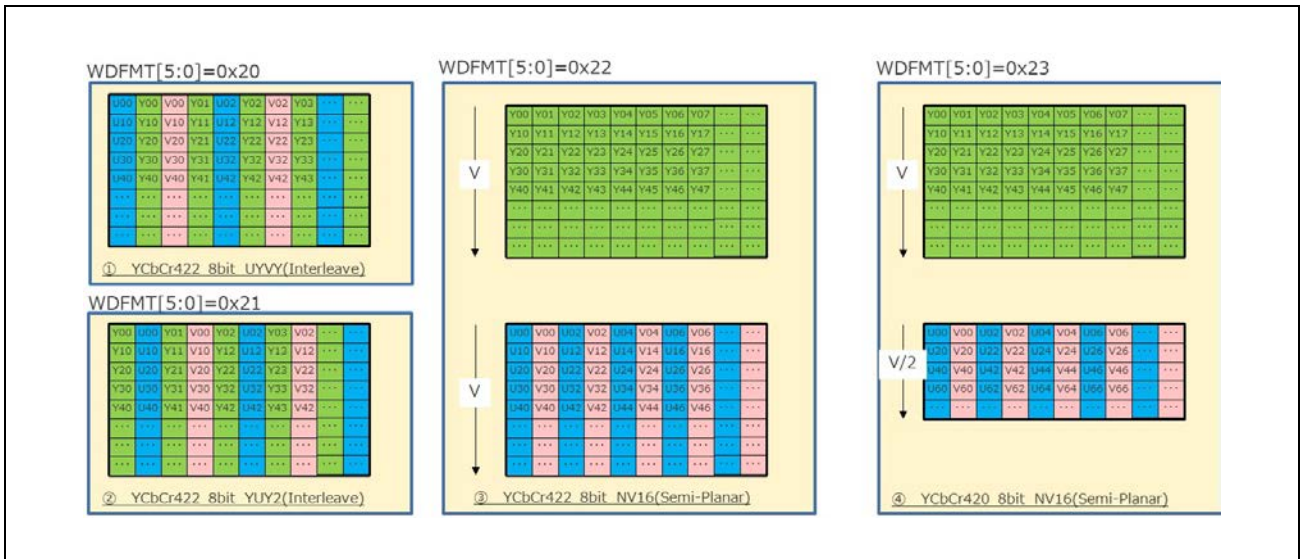 WDFMT[5:0]=0x20
U00 Y00 V00 Y01 U02 Y02 V02 Y03 ... ...
U10 Y10 V10 Y11 U12 Y12 V12 Y13 ... ...
U20 Y20 V20 Y21 U22 Y22 V22 Y23 ... ...
U30 Y30 V30 Y31 U32 Y32 V32 Y33 ... ...
U40 Y40 V40 Y41 U42 Y42 V42 Y43 ... ...
... ... ... ... ... ... ... ... ... ...
... ... ... ... ... ... ... ... ... ...
... ... ... ... ... ... ... ... ... ...
① YCbCr422 8bit UYVY(Interleave)
WDFMT[5:0]=0x21
Y00 U00 Y01 V00 Y02 U02 Y03 V02 ... ...
Y10 U10 Y11 V10 Y12 U12 Y13 V12 ... ...
Y20 U20 Y21 V20 Y22 U22 Y23 V22 ... ...
Y30 U30 Y31 V30 Y32 U32 Y33 V32 ... ...
Y40 U40 Y41 V40 Y42 U42 Y43 V42 ... ...
... ... ... ... ... ... ... ... ... ...
... ... ... ... ... ... ... ... ... ...
... ... ... ... ... ... ... ... ... ...
② YCbCr422 8bit YUY2(Interleave)
WDFMT[5:0]=0x22
V
Y00 Y01 Y02 Y03 Y04 Y05 Y06 Y07 ... ...
Y10 Y11 Y12 Y13 Y14 Y15 Y16 Y17 ... ...
Y20 Y21 Y22 Y23 Y24 Y25 Y26 Y27 ... ...
Y30 Y31 Y32 Y33 Y34 Y35 Y36 Y37 ... ...
Y40 Y41 Y42 Y43 Y44 Y45 Y46 Y47 ... ...
... ... ... ... ... ... ... ... ... ...
... ... ... ... ... ... ... ... ... ...
... ... ... ... ... ... ... ... ... ...
V
U00 V00 U02 V02 U04 V04 U06 V06 ... ...
U10 V10 U12 V12 U14 V14 U16 V16 ... ...
U20 V20 U22 V22 U24 V24 U26 V26 ... ...
U30 V30 U32 V32 U34 V34 U36 V36 ... ...
U40 V40 U42 V42 U44 V44 U46 V46 ... ...
... ... ... ... ... ... ... ... ... ...
... ... ... ... ... ... ... ... ... ...
... ... ... ... ... ... ... ... ... ...
③ YCbCr422 8bit NV16(Semi-Planar)
WDFMT[5:0]=0x23
V
Y00 Y01 Y02 Y03 Y04 Y05 Y06 Y07 ... ...
Y10 Y11 Y12 Y13 Y14 Y15 Y16 Y17 ... ...
Y20 Y21 Y22 Y23 Y24 Y25 Y26 Y27 ... ...
Y30 Y31 Y32 Y33 Y34 Y35 Y36 Y37 ... ...
Y40 Y41 Y42 Y43 Y44 Y45 Y46 Y47 ... ...
... ... ... ... ... ... ... ... ... ...
... ... ... ... ... ... ... ... ... ...
... ... ... ... ... ... ... ... ... ...
V/2
U00 V00 U02 V02 U04 V04 U06 V06 ... ...
U20 V20 U22 V22 U24 V24 U26 V26 ... ...
U40 V40 U42 V42 U44 V44 U46 V46 ... ...
U60 V60 U62 V62 U64 V64 U66 V66 ... ...
... ... ... ... ... ... ... ... ... ...
④ YCbCr420 8bit NV16(Semi-Planar)